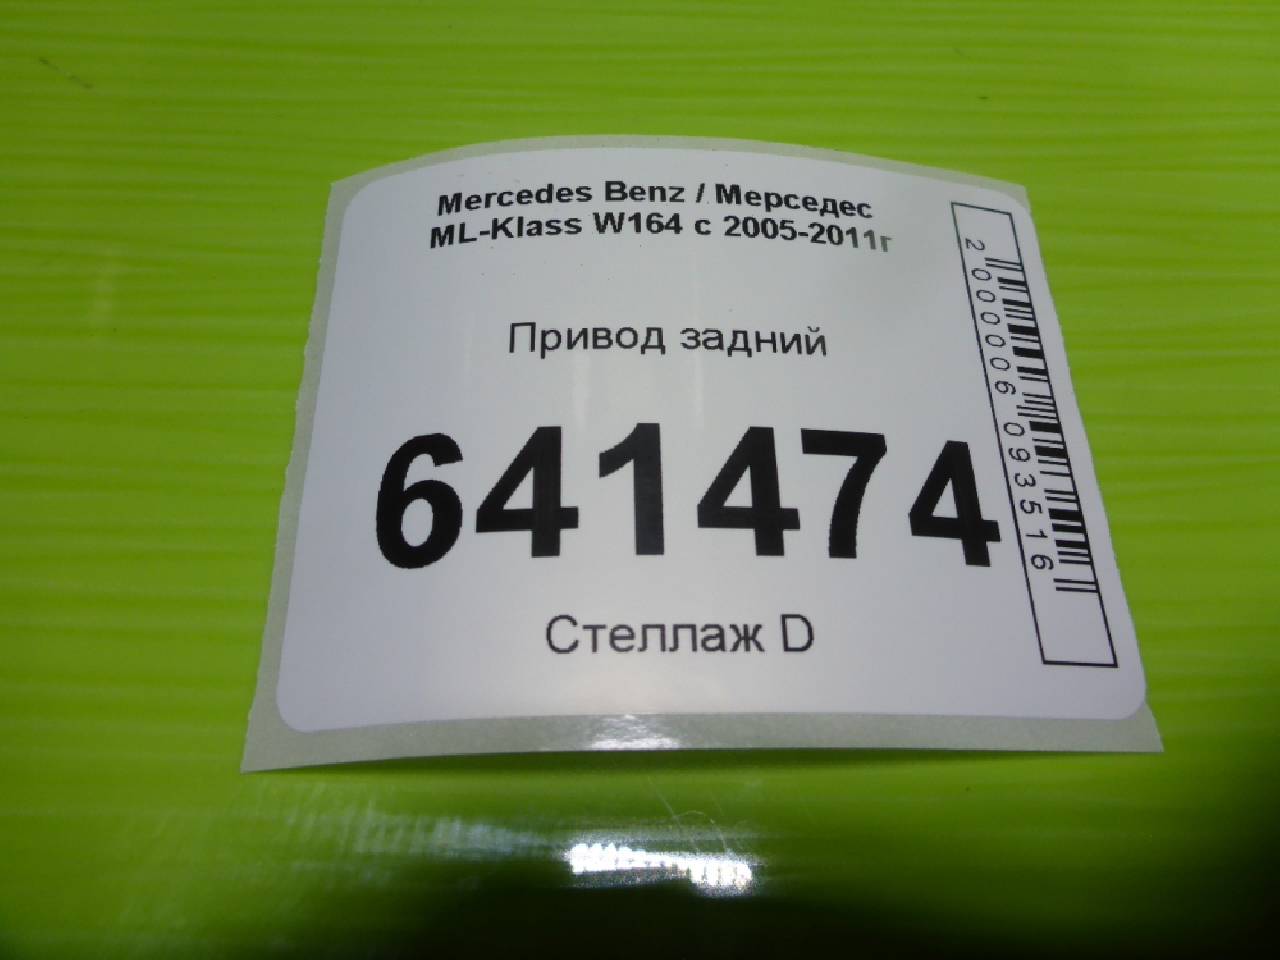 Mercedes Benz / Мерседес
ML-Klass W164 с 2005-2011г
Привод задний
641474
Стеллаж D
2000006093516